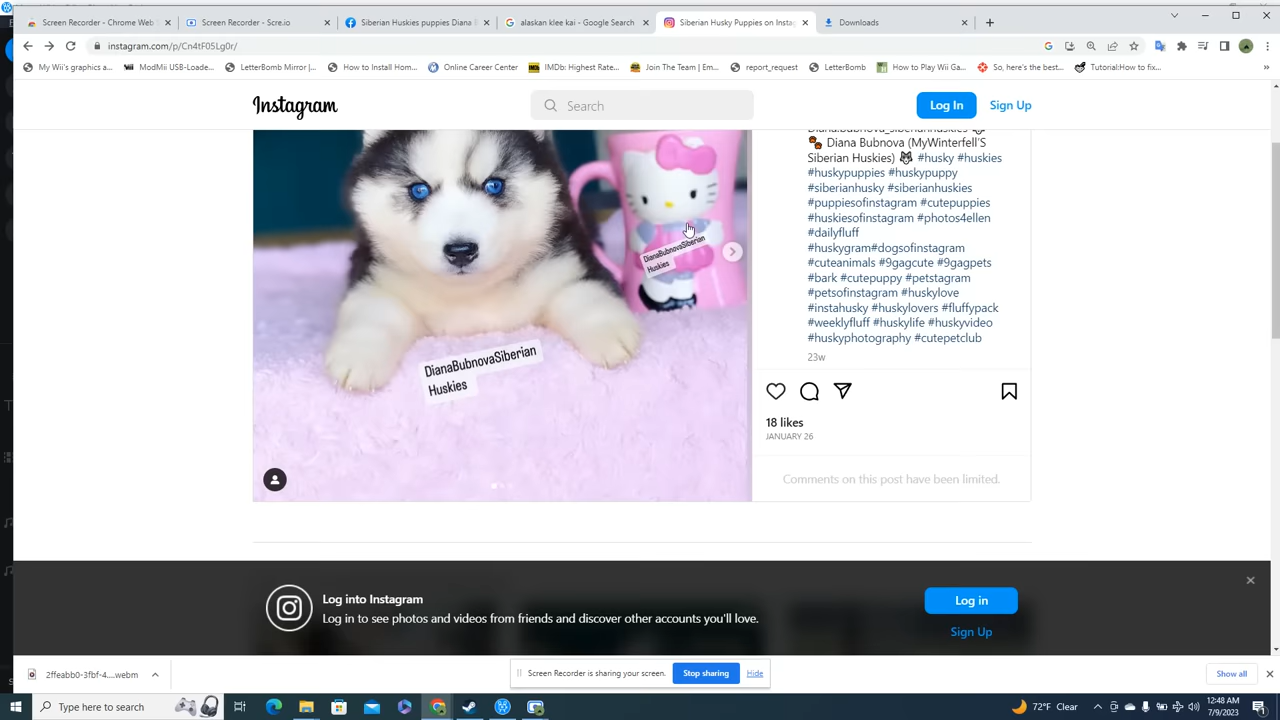 Screen Recorder - Chrome Web
Screen Recorder - Scre.io
Siberian Huskies puppies Diana
alaskan klee kai - Google Search
Siberian Husky Puppies on Insta
Downloads
instagram.com/p/Cn4tF05Lg0r/
My Wii's graphics a...
ModMii USB-Loade...
LetterBomb Mirror |...
How to Install Hom...
Online Career Center
IMDb: Highest Rate...
Join The Team | Em...
report_request
LetterBomb
How to Play Wii Ga...
So, here's the best...
Tutorial:How to fix...
Instagram
Search
Log In
Sign Up
Diana.bubnova_siberianhuskies
Diana Bubnova (MyWinterfell'S
Siberian Huskies) #husky #huskies
#huskypuppies #huskypuppy
#siberianhusky #siberianhuskies
#puppiesofinstagram #cutepuppies
#huskiesofinstagram #photos4ellen
#dailyfluff
#huskygram#dogsofinstagram
#cuteanimals #9gagcute #9gagpets
#bark #cutepuppy #petstagram
#petsofinstagram #huskylove
#instahusky #huskylovers #fluffypack
#weeklyfluff #huskylife #huskyvideo
#huskyphotography #cutepetclub
23w
DianaBubnovaSiberian
Huskies
DianaBubnovaSiberian
Huskies
18 likes
JANUARY 26
Comments on this post have been limited.
Log into Instagram
Log in to see photos and videos from friends and discover other accounts you'll love.
Log in
Sign Up
2ffeabb0-3fbf-4....webm
Screen Recorder is sharing your screen.
Stop sharing
Hide
Show all
Type here to search
72°F Clear
12:48 AM
7/9/2023